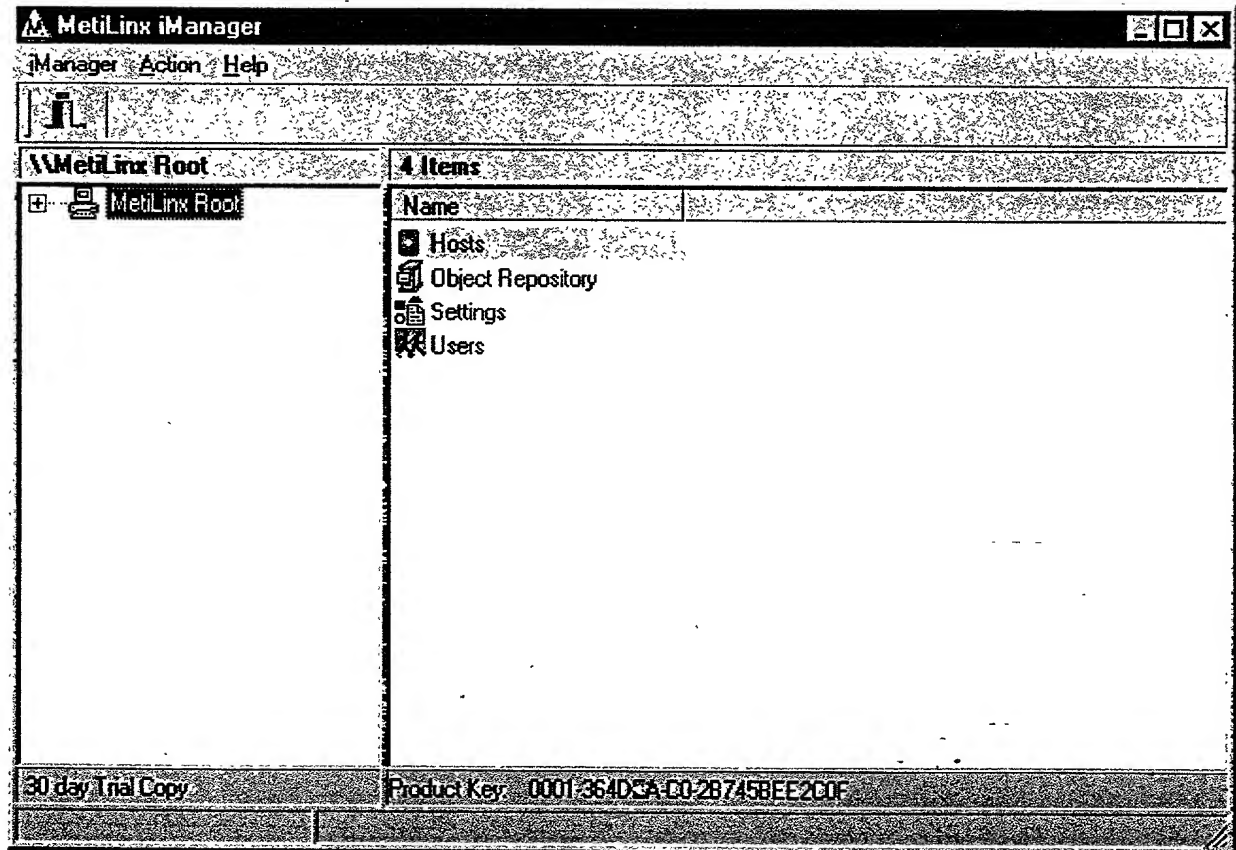 MetiLinx iManager
iManager Action Help
\\MetiLinx Root
4 Items
MetiLinx Root
Name
Hosts
Object Repository
Settings
Users
30 day Trial Copy
Product Key: